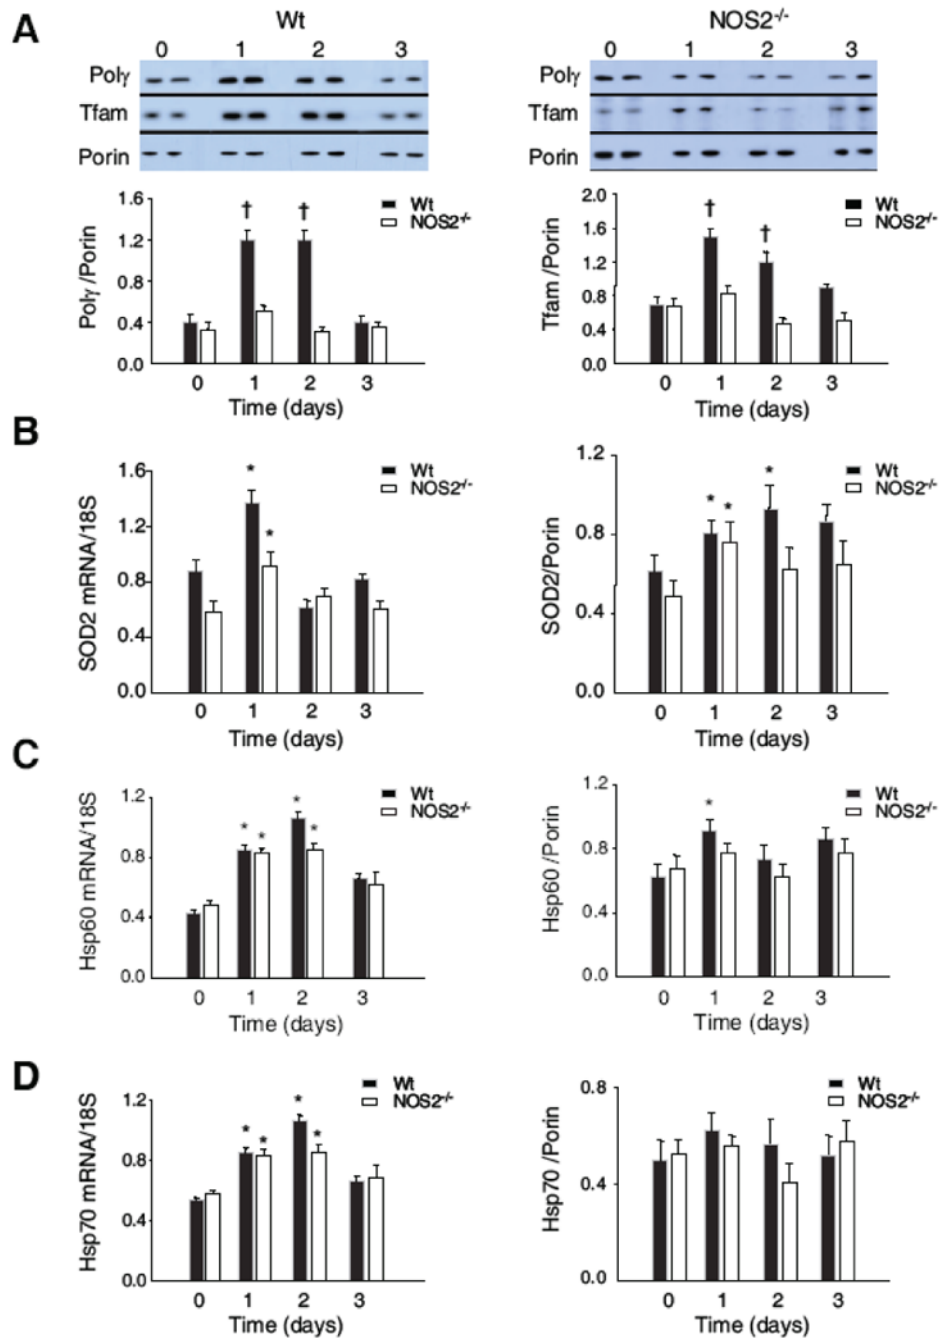 A
Wt
NOS2-/-
0 1 2 3
0 1 2 3
Polγ
Tfam
Porin
Polγ
Tfam
Porin
Polγ /Porin
1.6
1.2
0.8
0.4
0.0
† †
Wt
NOS2-/-
0 1 2 3
Time (days)
Tfam /Porin
2.0
1.6
1.2
0.8
0.4
0.0
† †
Wt
NOS2-/-
0 1 2 3
Time (days)
B
SOD2 mRNA/18S
1.6
1.2
0.8
0.4
0.0
* *
Wt
NOS2-/-
0 1 2 3
Time (days)
SOD2/Porin
1.2
0.8
0.4
0.0
* * *
Wt
NOS2-/-
0 1 2 3
Time (days)
C
Hsp60 mRNA/18S
1.2
0.8
0.4
0.0
* * * *
Wt
NOS2-/-
0 1 2 3
Time (days)
Hsp60 /Porin
1.2
0.8
0.4
0.0
*
Wt
NOS2-/-
0 1 2 3
Time (days)
D
Hsp70 mRNA/18S
1.2
0.8
0.4
0.0
* * * *
Wt
NOS2-/-
0 1 2 3
Time (days)
Hsp70 /Porin
0.8
0.4
0.0
Wt
NOS2-/-
0 1 2 3
Time (days)